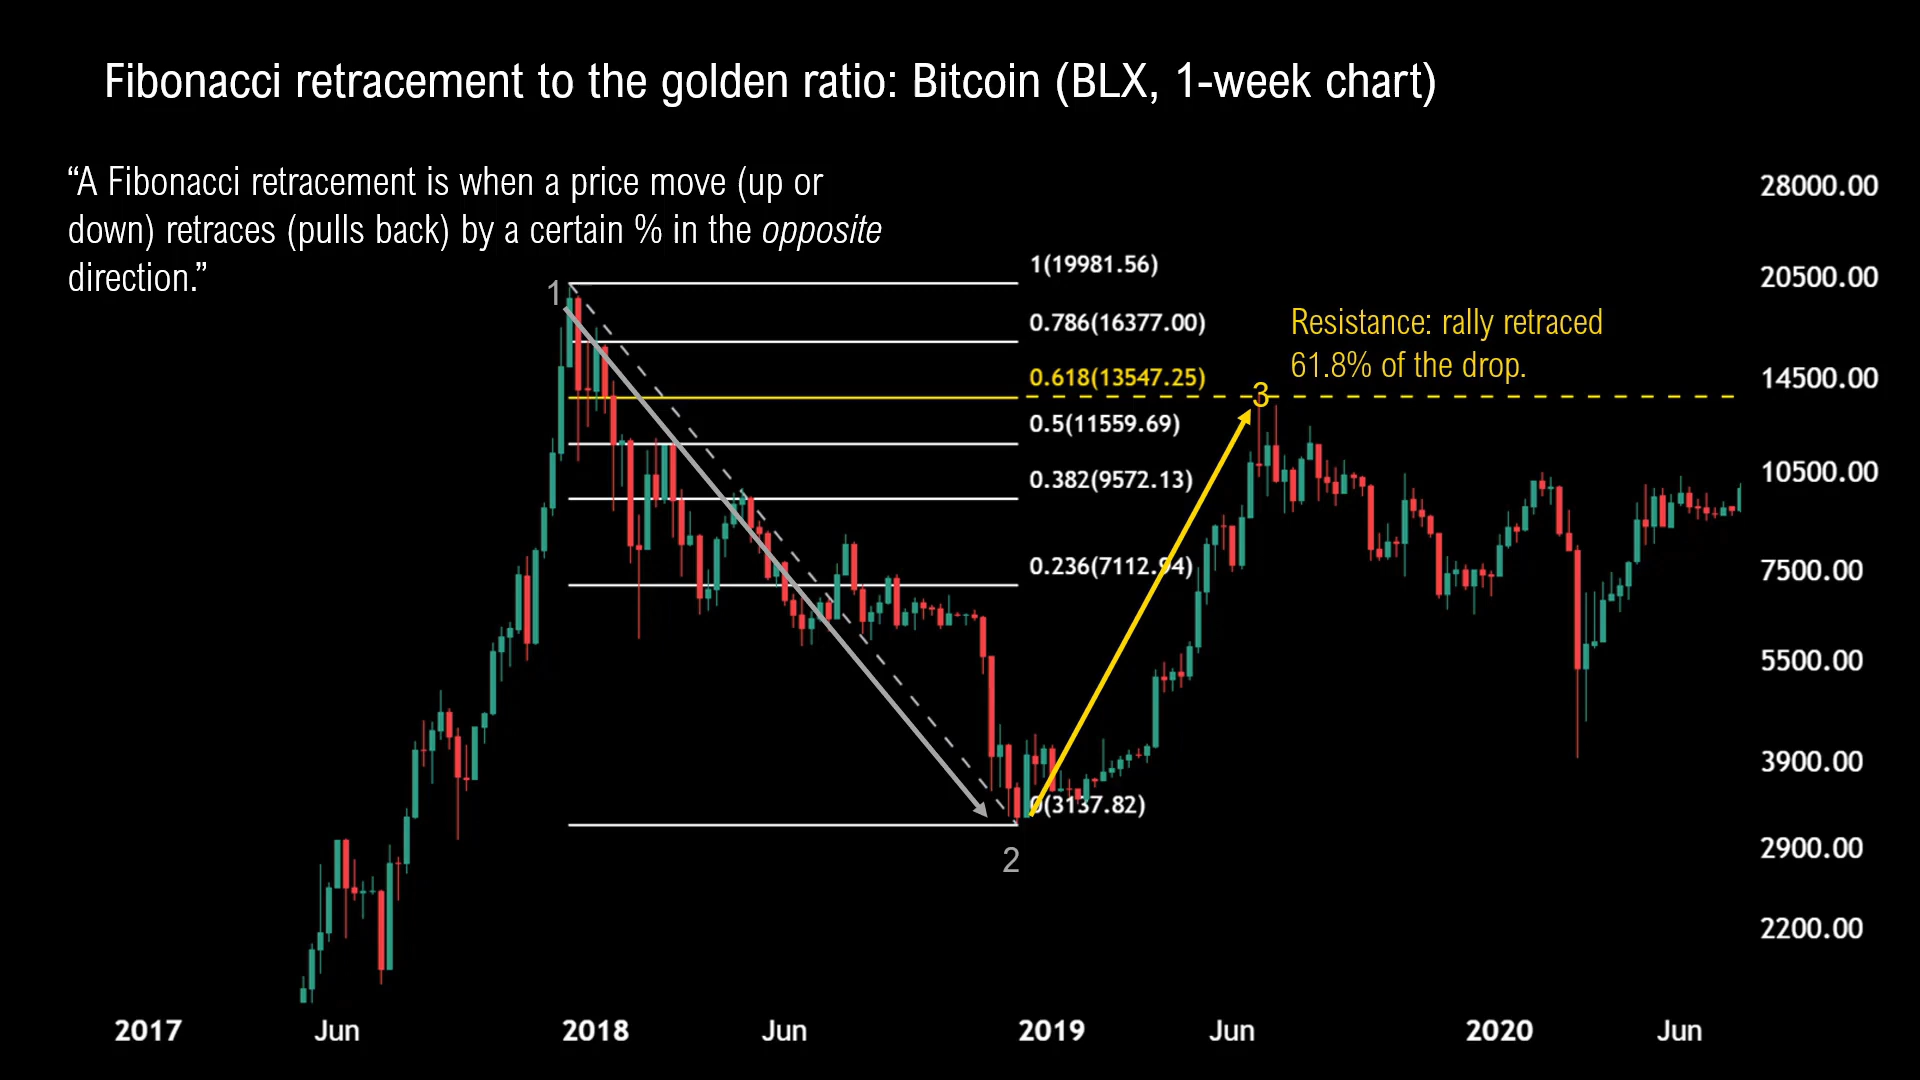 Fibonacci retracement to the golden ratio: Bitcoin (BLX, 1-week chart)
“A Fibonacci retracement is when a price move (up or
down) retraces (pulls back) by a certain % in the opposite
direction.”
28000.00
20500.00
14500.00
10500.00
7500.00
5500.00
3900.00
2900.00
2200.00
1(19981.56)
0.786(16377.00)
0.618(13547.25)
0.5(11559.69)
0.382(9572.13)
0.236(7112.94)
0(3137.82)
1
2
3
Resistance: rally retraced
61.8% of the drop.
2017 Jun 2018 Jun 2019 Jun 2020 Jun